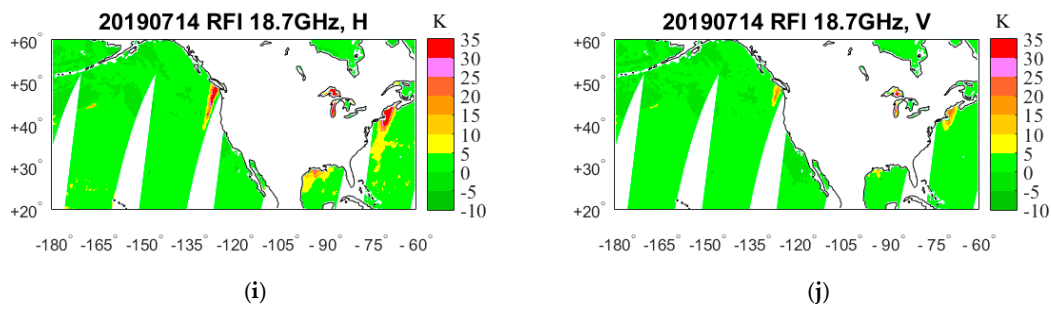 20190714 RFI 18.7GHz, H K
+60° +50° +40° +30° +20°
35 30 25 20 15 10 5 0 -5 -10
-180° -165° -150° -135° -120° -105° -90° -75° -60°
(i)
20190714 RFI 18.7GHz, V K
+60° +50° +40° +30° +20°
35 30 25 20 15 10 5 0 -5 -10
-180° -165° -150° -135° -120° -105° -90° -75° -60°
(j)